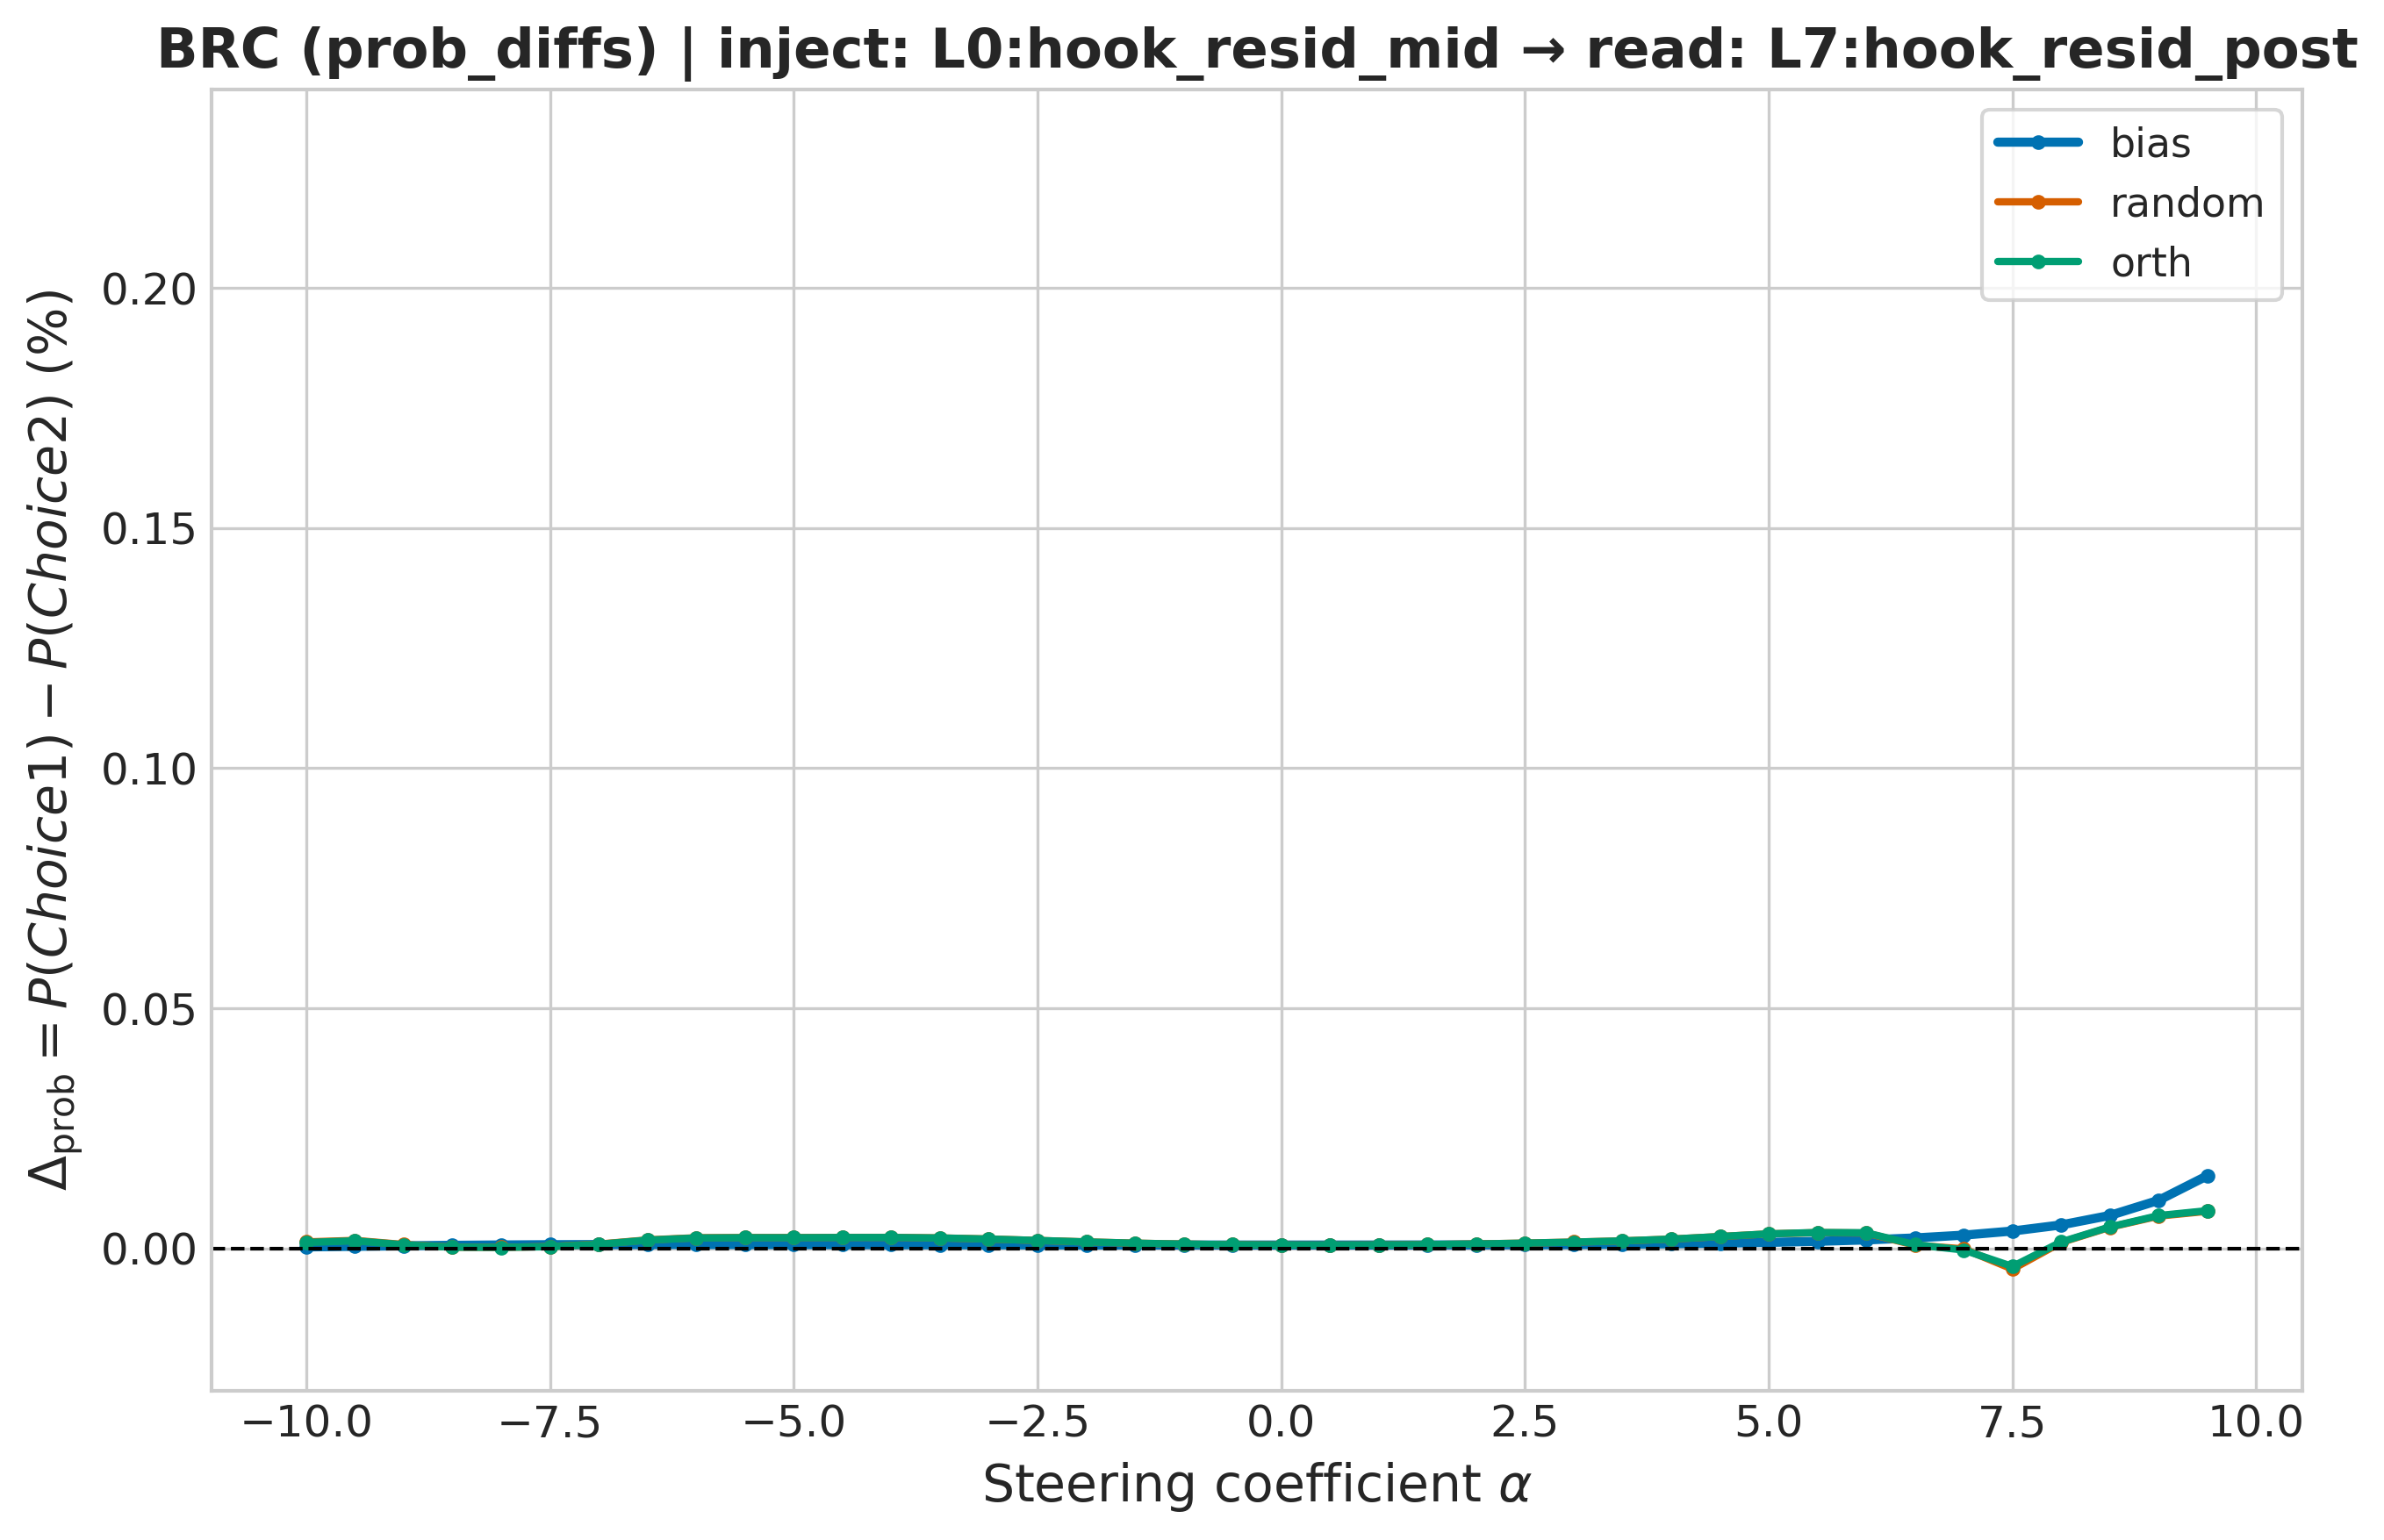 BRC (prob_diffs) | inject: L0:hook_resid_mid → read: L7:hook_resid_post
bias
random
orth
Δprob = P(Choice1) − P(Choice2) (%)
0.20
0.15
0.10
0.05
0.00
−10.0 −7.5 −5.0 −2.5 0.0 2.5 5.0 7.5 10.0
Steering coefficient α